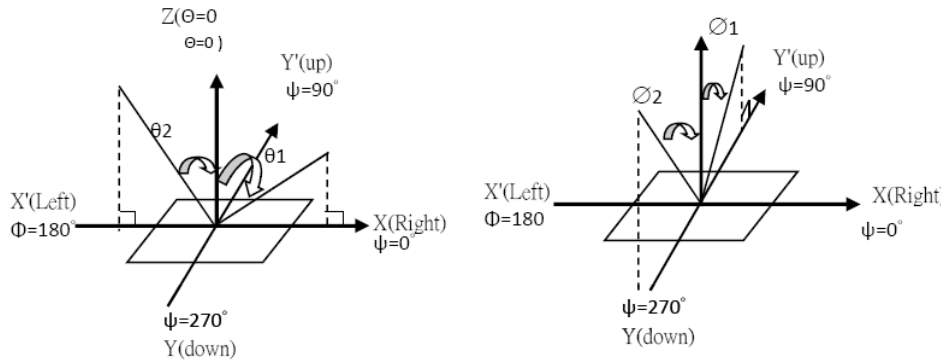 Z(Θ=0
Θ=0 )
Y'(up)
ψ=90°
θ2
θ1
X'(Left)
Φ=180°
X(Right)
ψ=0°
ψ=270°
Y(down)
∅1
Y'(up)
ψ=90°
∅2
X'(Left)
Φ=180
X(Right)
ψ=0°
ψ=270°
Y(down)